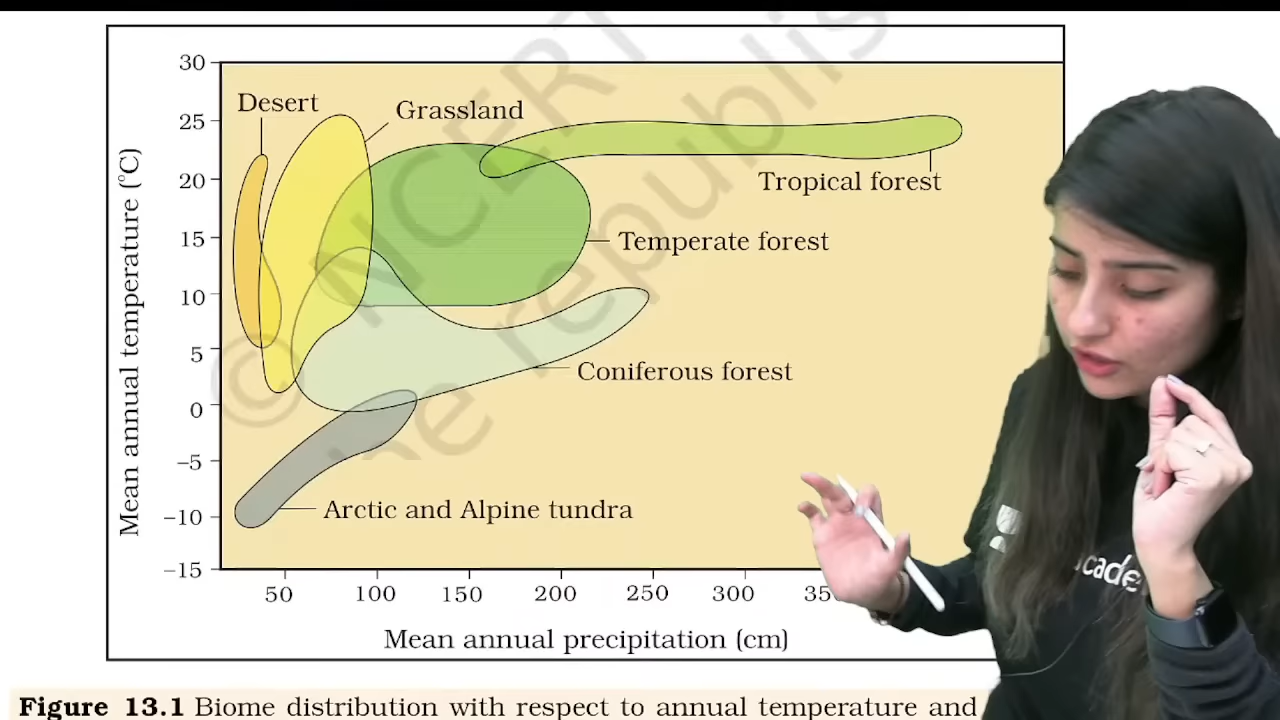 30
25
20
15
10
5
0
–5
–10
–15
Mean annual temperature (°C)
Desert
Grassland
Tropical forest
Temperate forest
Coniferous forest
Arctic and Alpine tundra
50 100 150 200 250 300
Mean annual precipitation (cm)
© NCERT
republis
Figure 13.1 Biome distribution with respect to annual temperature and